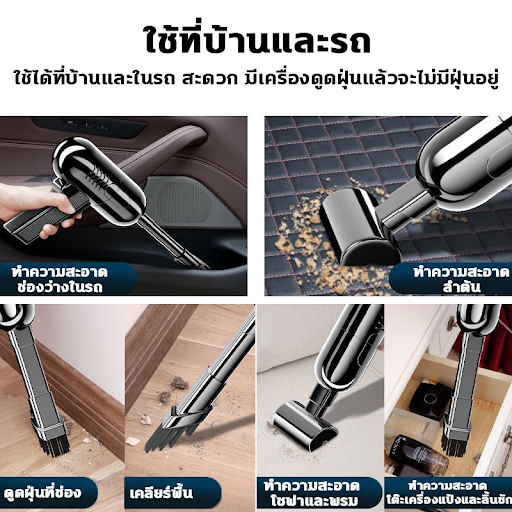 ใช้ที่บ้านและรถ
ใช้ได้ที่บ้านและในรถ สะดวก มีเครื่องดูดฝุ่นแล้วจะไม่มีฝุ่นอยู่
ทำความสะอาด
ช่องว่างในรถ
ทำความสะอาด
ลำต้น
ดูดฝุ่นที่ช่อง
เคลียร์พื้น
ทำความสะอาด
โซฟาและพรม
ทำความสะอาด
โต๊ะเครื่องแป้งและลิ้นชัก